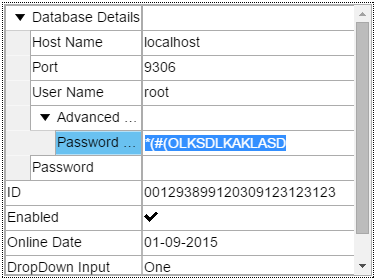 Database Details
Host Name localhost
Port 9306
User Name root
Advanced ...
Password ... *(#(OLKSDLKAKLASD
Password
ID 001293899120309123123123
Enabled
Online Date 01-09-2015
DropDown Input One